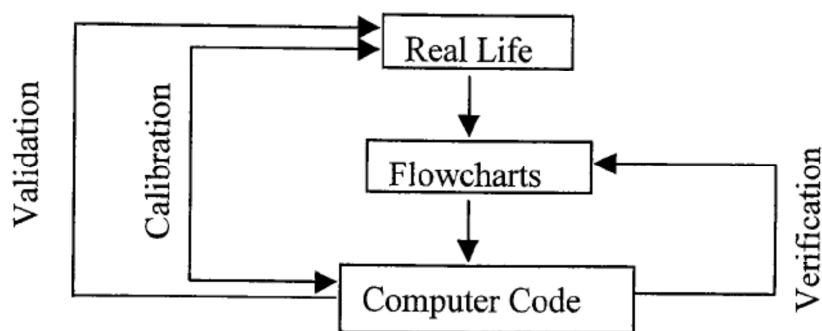 Real Life
Validation
Calibration
Flowcharts
Verification
Computer Code